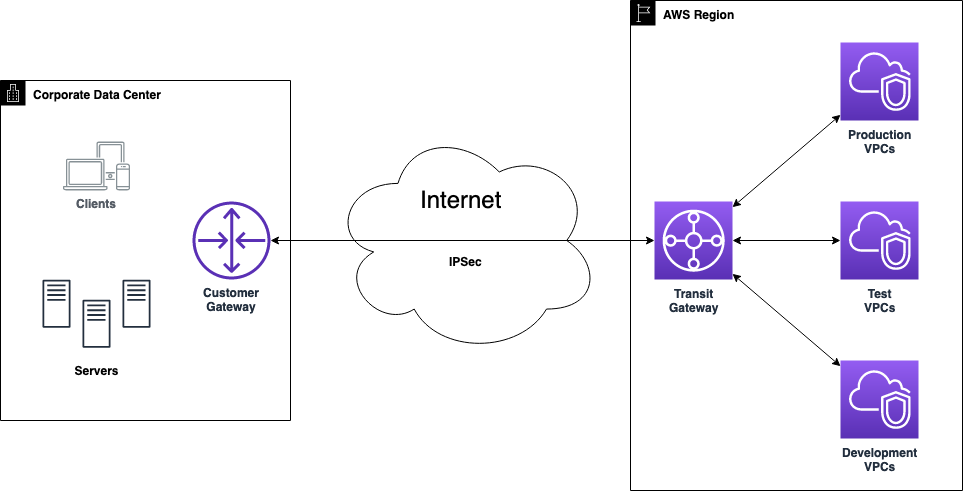 AWS Region
Corporate Data Center
Production
VPCs
Clients
Internet
IPSec
Customer
Gateway
Transit
Gateway
Test
VPCs
Servers
Development
VPCs